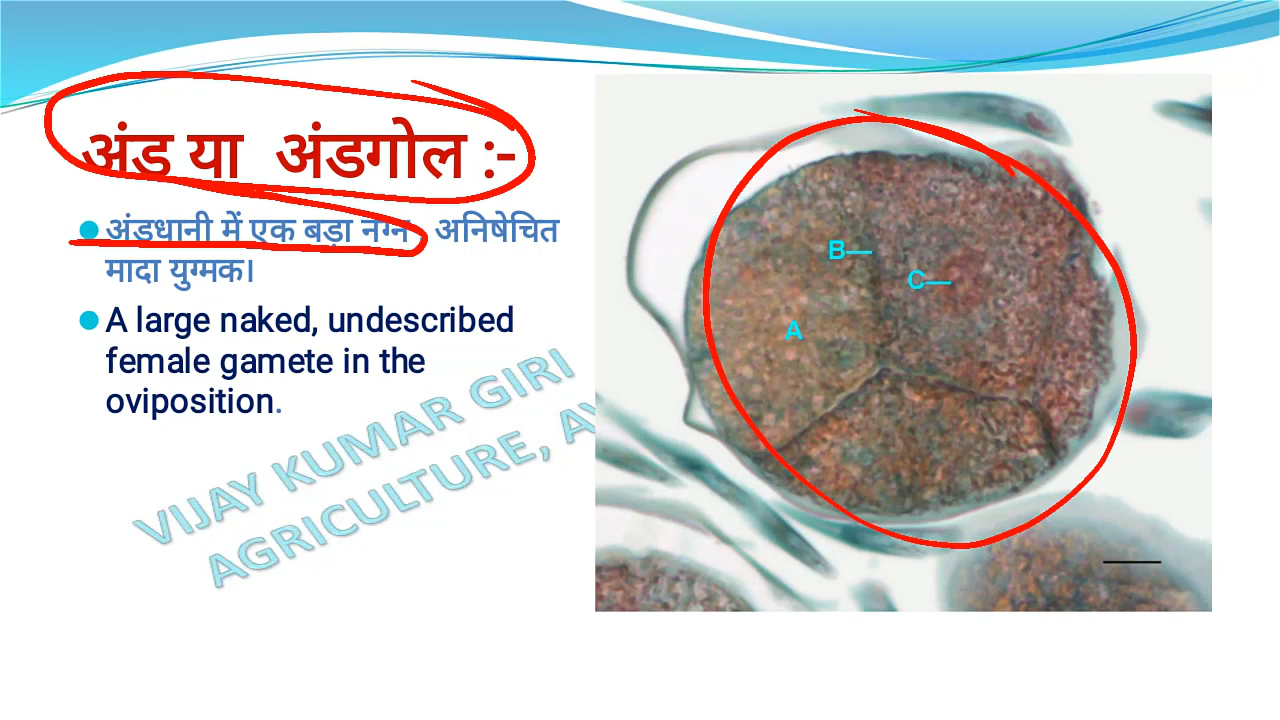 अंड या अंडगोल :-
अंडधानी में एक बड़ा नग्न, अनिषेचित
मादा युग्मक।
A large naked, undescribed
female gamete in the
oviposition.
VIJAY KUMAR GIRI
AGRICULTURE,
B—
C—
A